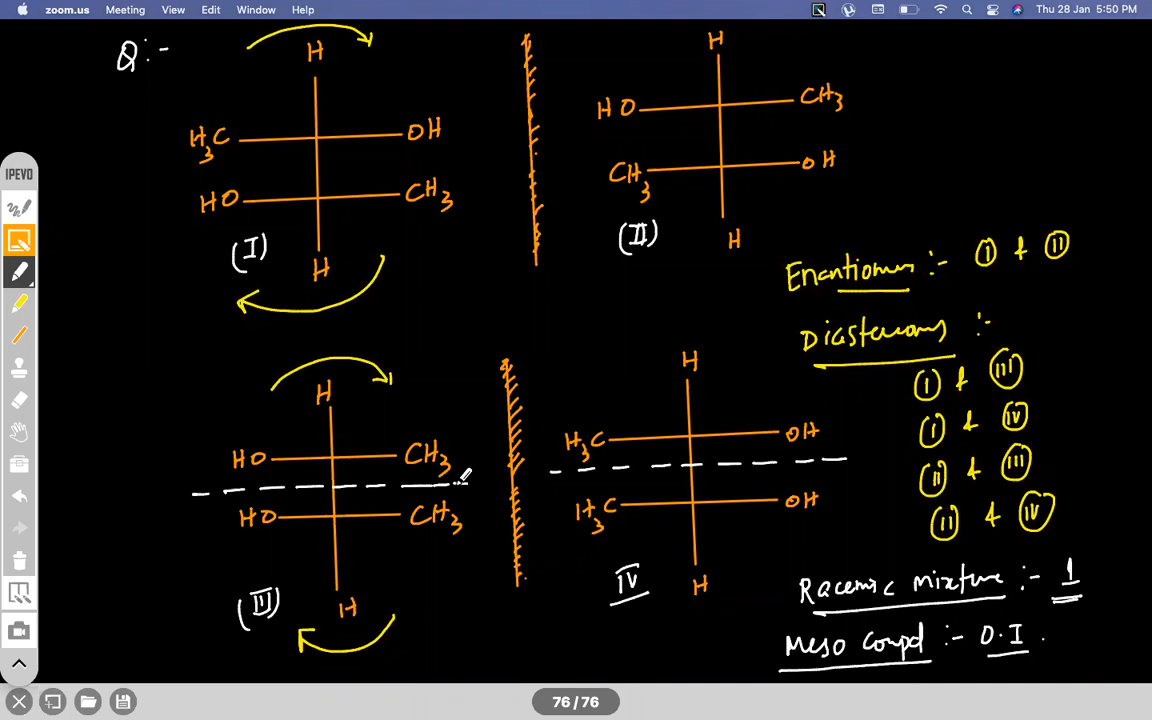 zoom.us Meeting View Edit Window Help Thu 28 Jan 5:50 PM
Q:-
H
H3C OH
HO CH3
H
(I)
H
HO CH3
CH3 OH
H
(II)
IPEVO
Enantiomers :- I & II
Diasteromers :-
I & III
I & IV
II & III
II & IV
H
HO CH3
HO CH3
H
(III)
H
H3C OH
H3C OH
H
IV
Racemic mixture :- 1
Meso compd :- O.I.
76 / 76